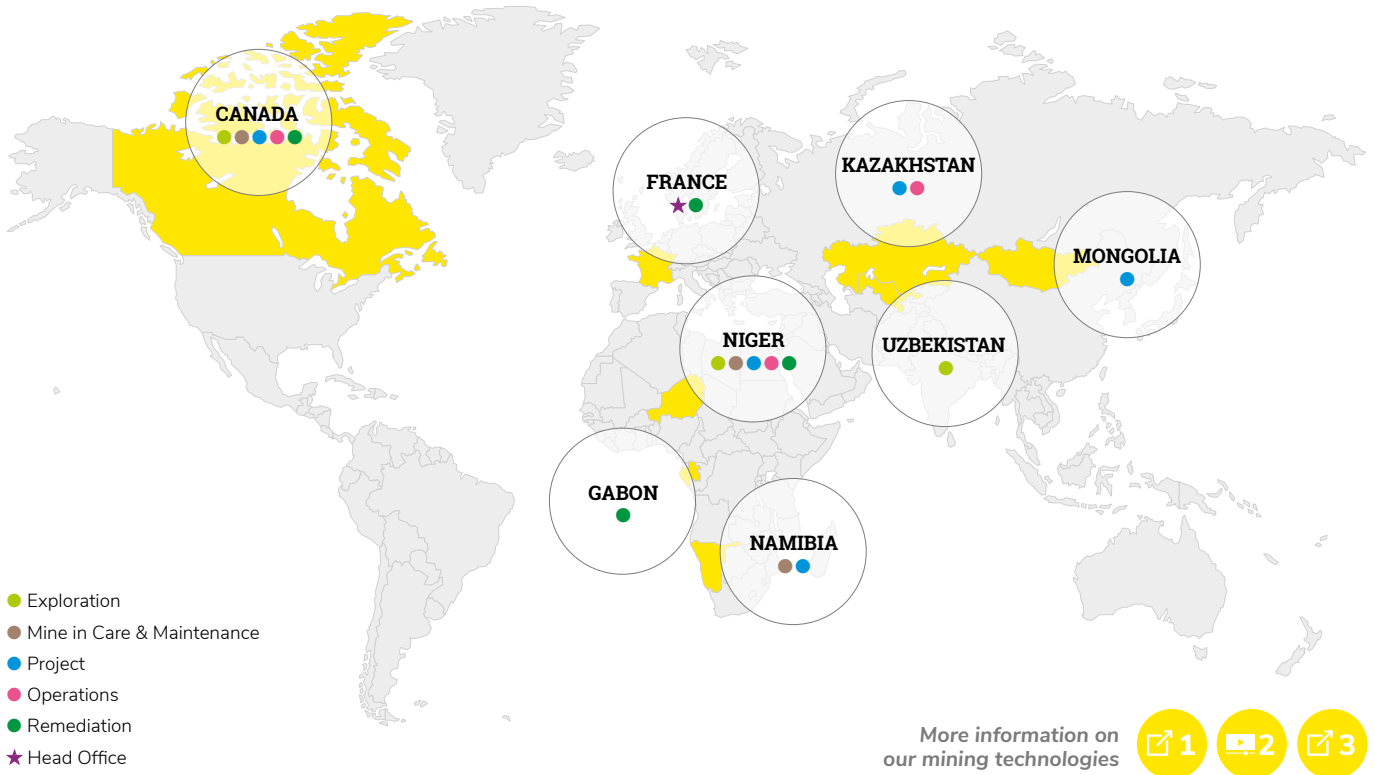 CANADA
FRANCE
KAZAKHSTAN
MONGOLIA
NIGER
UZBEKISTAN
GABON
NAMIBIA
Exploration
Mine in Care & Maintenance
Project
Operations
Remediation
Head Office
More information on
our mining technologies
1
2
3